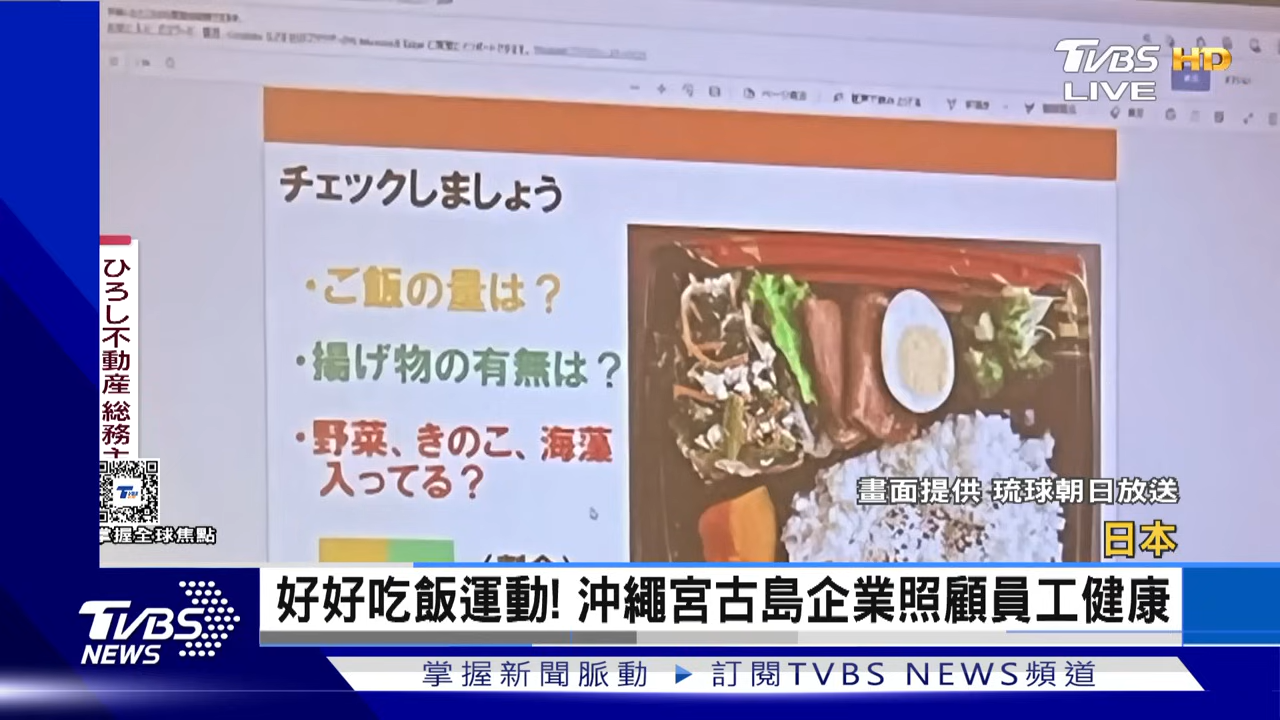 TVBS HD
LIVE
チェックしましょう
・ご飯の量は？
・揚げ物の有無は？
・野菜、きのこ、海藻
入ってる？
ひろし不動産 総務
掌握全球焦點
畫面提供 琉球朝日放送
日本
好好吃飯運動! 沖繩宮古島企業照顧員工健康
TVBS
NEWS
掌握新聞脈動 ▶ 訂閱TVBS NEWS頻道